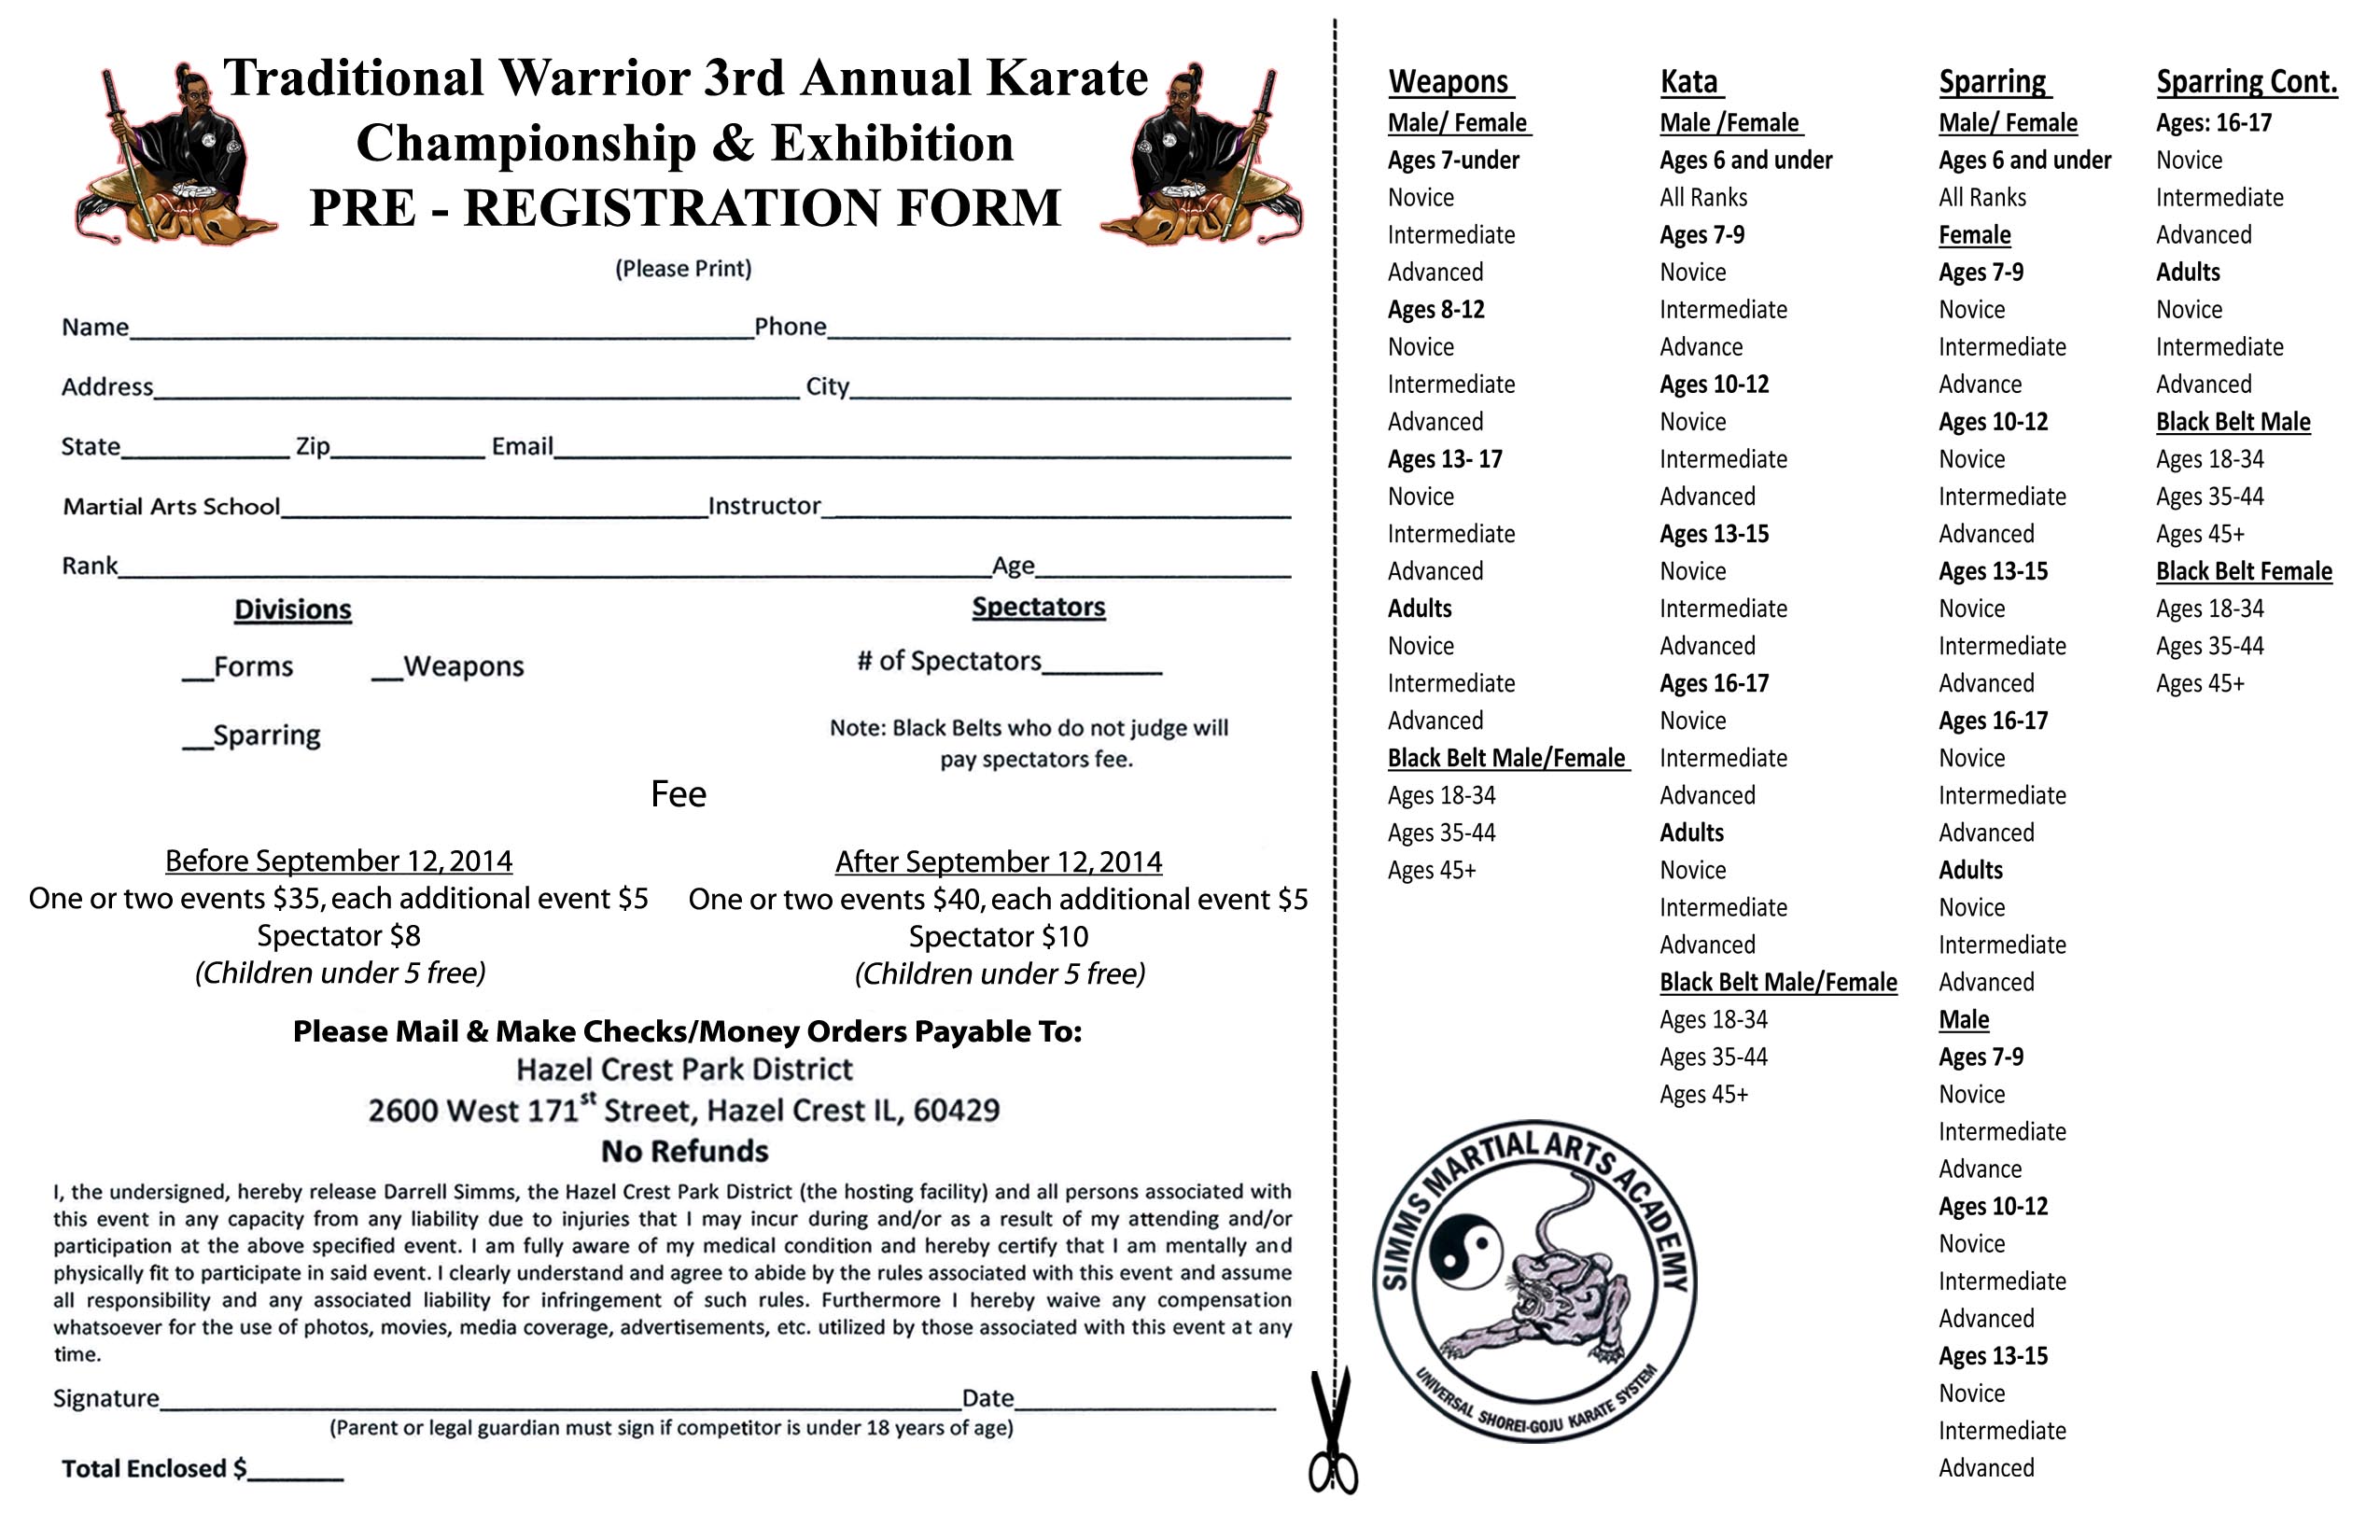 Traditional Warrior 3rd Annual Karate
Championship & Exhibition
PRE - REGISTRATION FORM
(Please Print)
Name____Phone____
Address____ City____
State____ Zip____ Email____
Martial Arts School____Instructor____
Rank____Age____
Divisions
__Forms __Weapons
__Sparring
Spectators
# of Spectators____
Note: Black Belts who do not judge will
pay spectators fee.
Fee
Before September 12, 2014
One or two events $35, each additional event $5
Spectator $8
(Children under 5 free)
After September 12, 2014
One or two events $40, each additional event $5
Spectator $10
(Children under 5 free)
Please Mail & Make Checks/Money Orders Payable To:
Hazel Crest Park District
2600 West 171st Street, Hazel Crest IL, 60429
No Refunds
I, the undersigned, hereby release Darrell Simms, the Hazel Crest Park District (the hosting facility) and all persons associated with
this event in any capacity from any liability due to injuries that I may incur during and/or as a result of my attending and/or
participation at the above specified event. I am fully aware of my medical condition and hereby certify that I am mentally and
physically fit to participate in said event. I clearly understand and agree to abide by the rules associated with this event and assume
all responsibility and any associated liability for infringement of such rules. Furthermore I hereby waive any compensation
whatsoever for the use of photos, movies, media coverage, advertisements, etc. utilized by those associated with this event at any
time.
Signature____Date____
(Parent or legal guardian must sign if competitor is under 18 years of age)
Total Enclosed $____
Weapons
Male/ Female
Ages 7-under
Novice
Intermediate
Advanced
Ages 8-12
Novice
Intermediate
Advanced
Ages 13- 17
Novice
Intermediate
Advanced
Adults
Novice
Intermediate
Advanced
Black Belt Male/Female
Ages 18-34
Ages 35-44
Ages 45+
Kata
Male /Female
Ages 6 and under
All Ranks
Ages 7-9
Novice
Intermediate
Advance
Ages 10-12
Novice
Intermediate
Advanced
Ages 13-15
Novice
Intermediate
Advanced
Ages 16-17
Novice
Intermediate
Advanced
Adults
Novice
Intermediate
Advanced
Black Belt Male/Female
Ages 18-34
Ages 35-44
Ages 45+
Sparring
Male/ Female
Ages 6 and under
All Ranks
Female
Ages 7-9
Novice
Intermediate
Advance
Ages 10-12
Novice
Intermediate
Advanced
Ages 13-15
Novice
Intermediate
Advanced
Ages 16-17
Novice
Intermediate
Advanced
Adults
Novice
Intermediate
Advanced
Male
Ages 7-9
Novice
Intermediate
Advance
Ages 10-12
Novice
Intermediate
Advanced
Ages 13-15
Novice
Intermediate
Advanced
Sparring Cont.
Ages: 16-17
Novice
Intermediate
Advanced
Adults
Novice
Intermediate
Advanced
Black Belt Male
Ages 18-34
Ages 35-44
Ages 45+
Black Belt Female
Ages 18-34
Ages 35-44
Ages 45+
SIMMS MARTIAL ARTS ACADEMY
UNIVERSAL SHOREI-GOJU KARATE SYSTEM